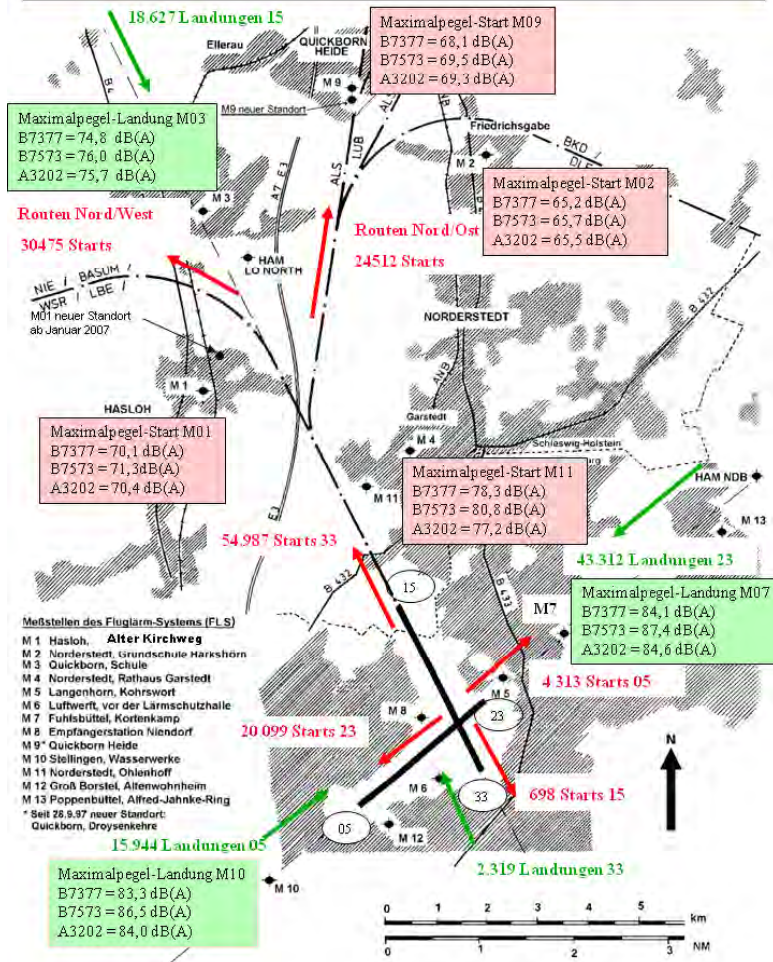 18.627 Landungen 15
Ellerau
QUICKBORN
HEIDE
B 4
M 9
M9 neuer Standort
Maximalpegel-Start M09
B7377 = 68,1 dB(A)
B7573 = 69,5 dB(A)
A3202 = 69,3 dB(A)
Maximalpegel-Landung M03
B7377 = 74,8 dB(A)
B7573 = 76,0 dB(A)
A3202 = 75,7 dB(A)
ALS
LUB
Friedrichsgabe
BKD /
M 2
M 3
A7 E 3
Maximalpegel-Start M02
B7377 = 65,2 dB(A)
B7573 = 65,7 dB(A)
A3202 = 65,5 dB(A)
Routen Nord/West
30475 Starts
Routen Nord/Ost
24512 Starts
HAM
LO NORTH
NIE / BASUM /
WSR / LBE /
M01 neuer Standort
ab Januar 2007
NORDERSTEDT
B 432
M 1
HASLOH
Garstedt
M 4
Schleswig-Holstein
Maximalpegel-Start M01
B7377 = 70,1 dB(A)
B7573 = 71,3dB(A)
A3202 = 70,4 dB(A)
M 11
Maximalpegel-Start M11
B7377 = 78,3 dB(A)
B7573 = 80,8 dB(A)
A3202 = 77,2 dB(A)
HAM NDB
M 13
E3
54.987 Starts 33
43.312 Landungen 23
B 432
15
B 433
M7
Maximalpegel-Landung M07
B7377 = 84,1 dB(A)
B7573 = 87,4 dB(A)
A3202 = 84,6 dB(A)
Meßstellen des Fluglärm-Systems (FLS)
M 1 Hasloh, Alter Kirchweg
M 2 Norderstedt, Grundschule Harkshörn
M 3 Quickborn, Schule
M 4 Norderstedt, Rathaus Garstedt
M 5 Langenhorn, Kohrswort
M 6 Luftwerft, vor der Lärmschutzhalle
M 7 Fuhlsbüttel, Kortenkamp
M 8 Empfängerstation Niendorf
M 9* Quickborn Heide
M 10 Stellingen, Wasserwerke
M 11 Norderstedt, Ohlenhoff
M 12 Groß Borstel, Altenwohnheim
M 13 Poppenbüttel, Alfred-Jahnke-Ring
* Seit 28.9.97 neuer Standort:
Quickborn, Droysenkehre
4 313 Starts 05
M 5
M 8
23
20 099 Starts 23
N
M 6
33
698 Starts 15
05
M 12
15.944 Landungen 05
2.319 Landungen 33
Maximalpegel-Landung M10
B7377 = 83,3 dB(A)
B7573 = 86,5 dB(A)
A3202 = 84,0 dB(A)
M 10
0 1 2 3 4 5
km
0 1 2 3
NM